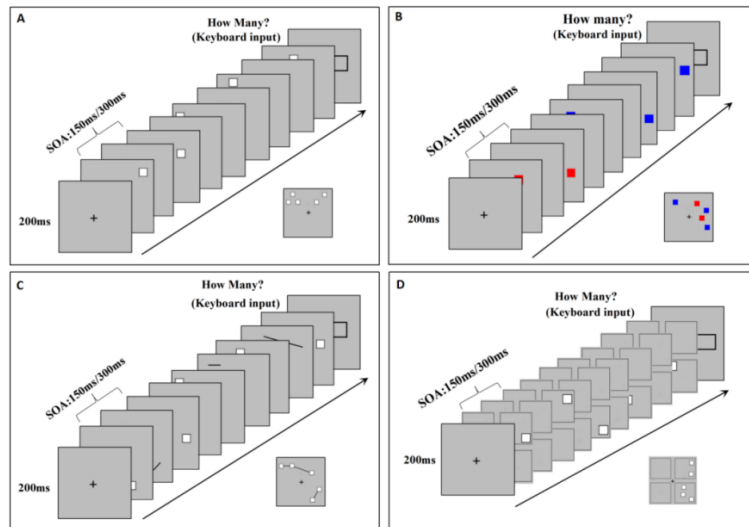 A
How Many?
(Keyboard input)
SOA:150ms/300ms
200ms
B
How many?
(Keyboard input)
SOA:150ms/300ms
200ms
C
How Many?
(Keyboard input)
SOA:150ms/300ms
200ms
D
How Many?
(Keyboard input)
SOA:150ms/300ms
200ms